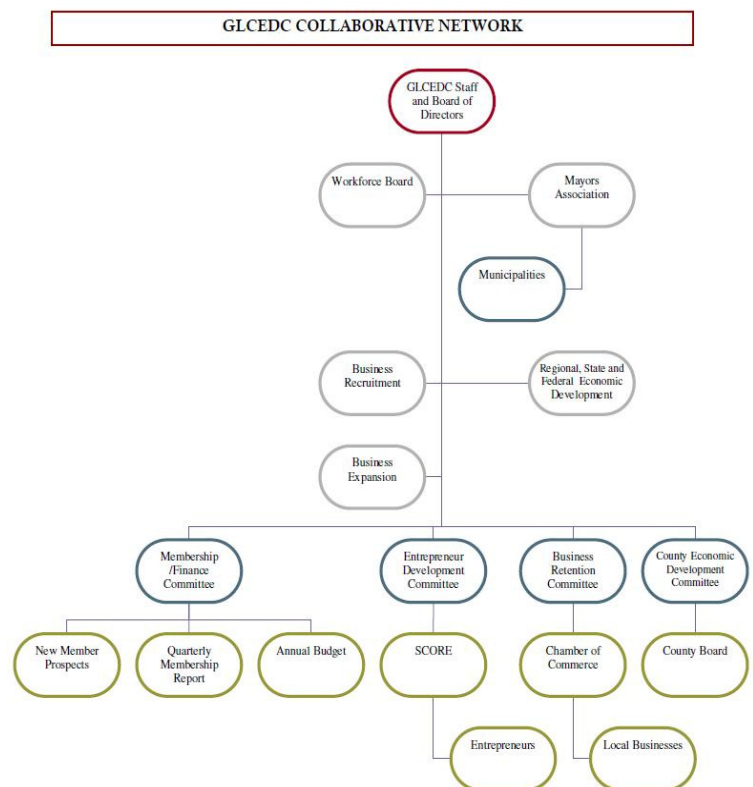 GLCEDC COLLABORATIVE NETWORK
GLCEDC Staff
and Board of
Directors
Workforce Board
Mayors
Association
Municipalities
Business
Recruitment
Regional, State and
Federal Economic
Development
Business
Expansion
Membership
/Finance
Committee
Entrepreneur
Development
Committee
Business
Retention
Committee
County Economic
Development
Committee
New Member
Prospects
Quarterly
Membership
Report
Annual Budget
SCORE
Chamber of
Commerce
County Board
Entrepreneurs
Local Businesses